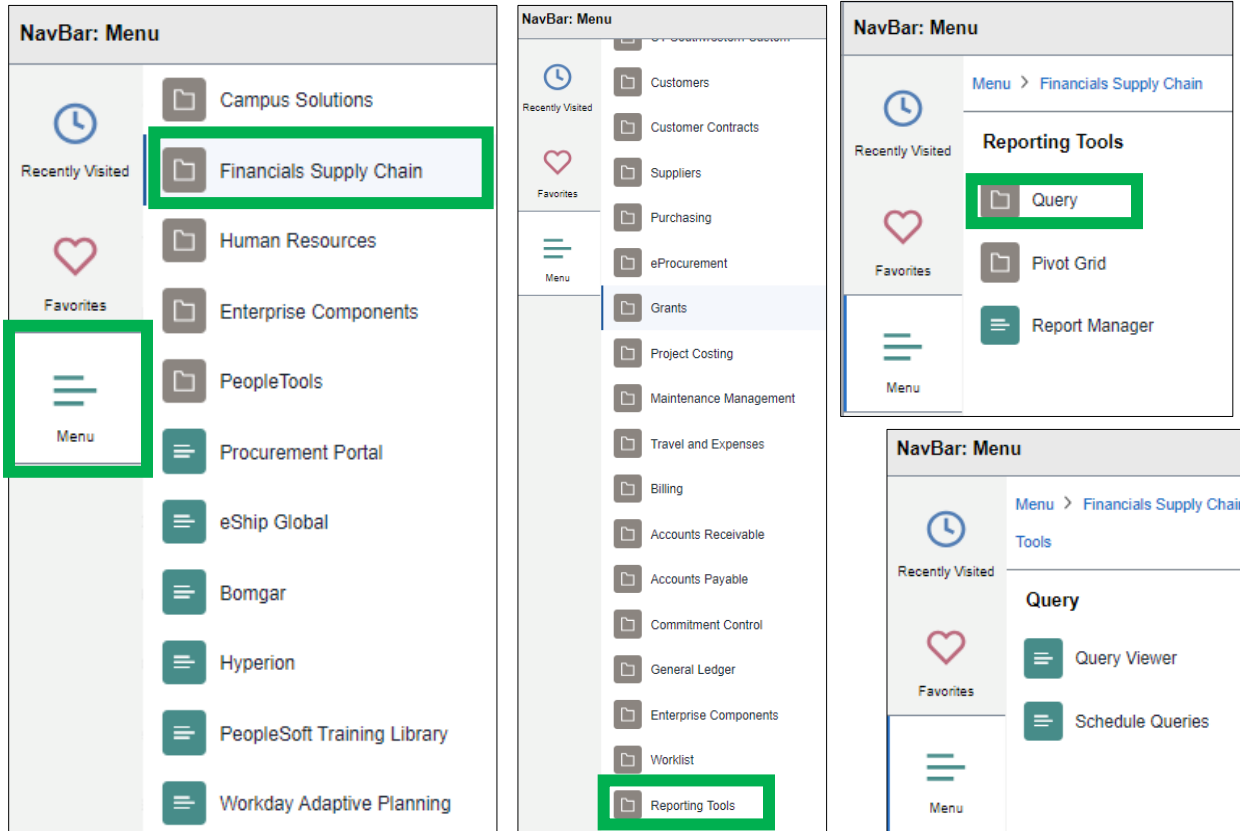 NavBar: Menu
Recently Visited
Favorites
Menu
Campus Solutions
Financials Supply Chain
Human Resources
Enterprise Components
PeopleTools
Procurement Portal
eShip Global
Bomgar
Hyperion
PeopleSoft Training Library
Workday Adaptive Planning
NavBar: Menu
Recently Visited
Favorites
Menu
Customers
Customer Contracts
Suppliers
Purchasing
eProcurement
Grants
Project Costing
Maintenance Management
Travel and Expenses
Billing
Accounts Receivable
Accounts Payable
Commitment Control
General Ledger
Enterprise Components
Worklist
Reporting Tools
NavBar: Menu
Recently Visited
Favorites
Menu
Menu > Financials Supply Chain
Reporting Tools
Query
Pivot Grid
Report Manager
NavBar: Menu
Recently Visited
Favorites
Menu
Menu > Financials Supply Chain
Tools
Query
Query Viewer
Schedule Queries